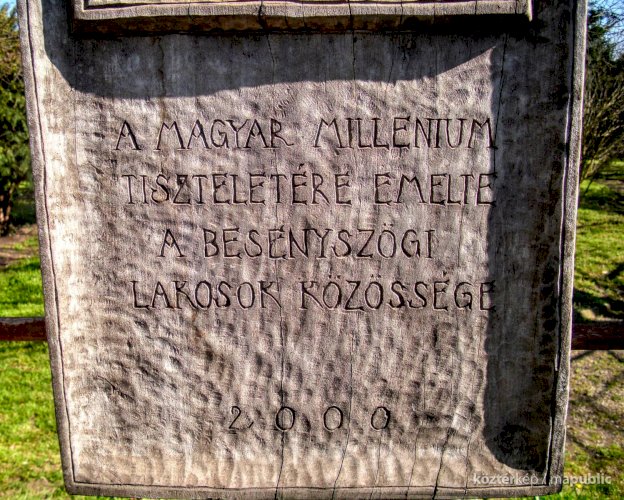 A MAGYAR MILLENIUM
TISZTELETÉRE EMELTE
A BESENYSZÖGI
LAKOSOK KÖZÖSSÉGE
2000
köztérkép / mapublic